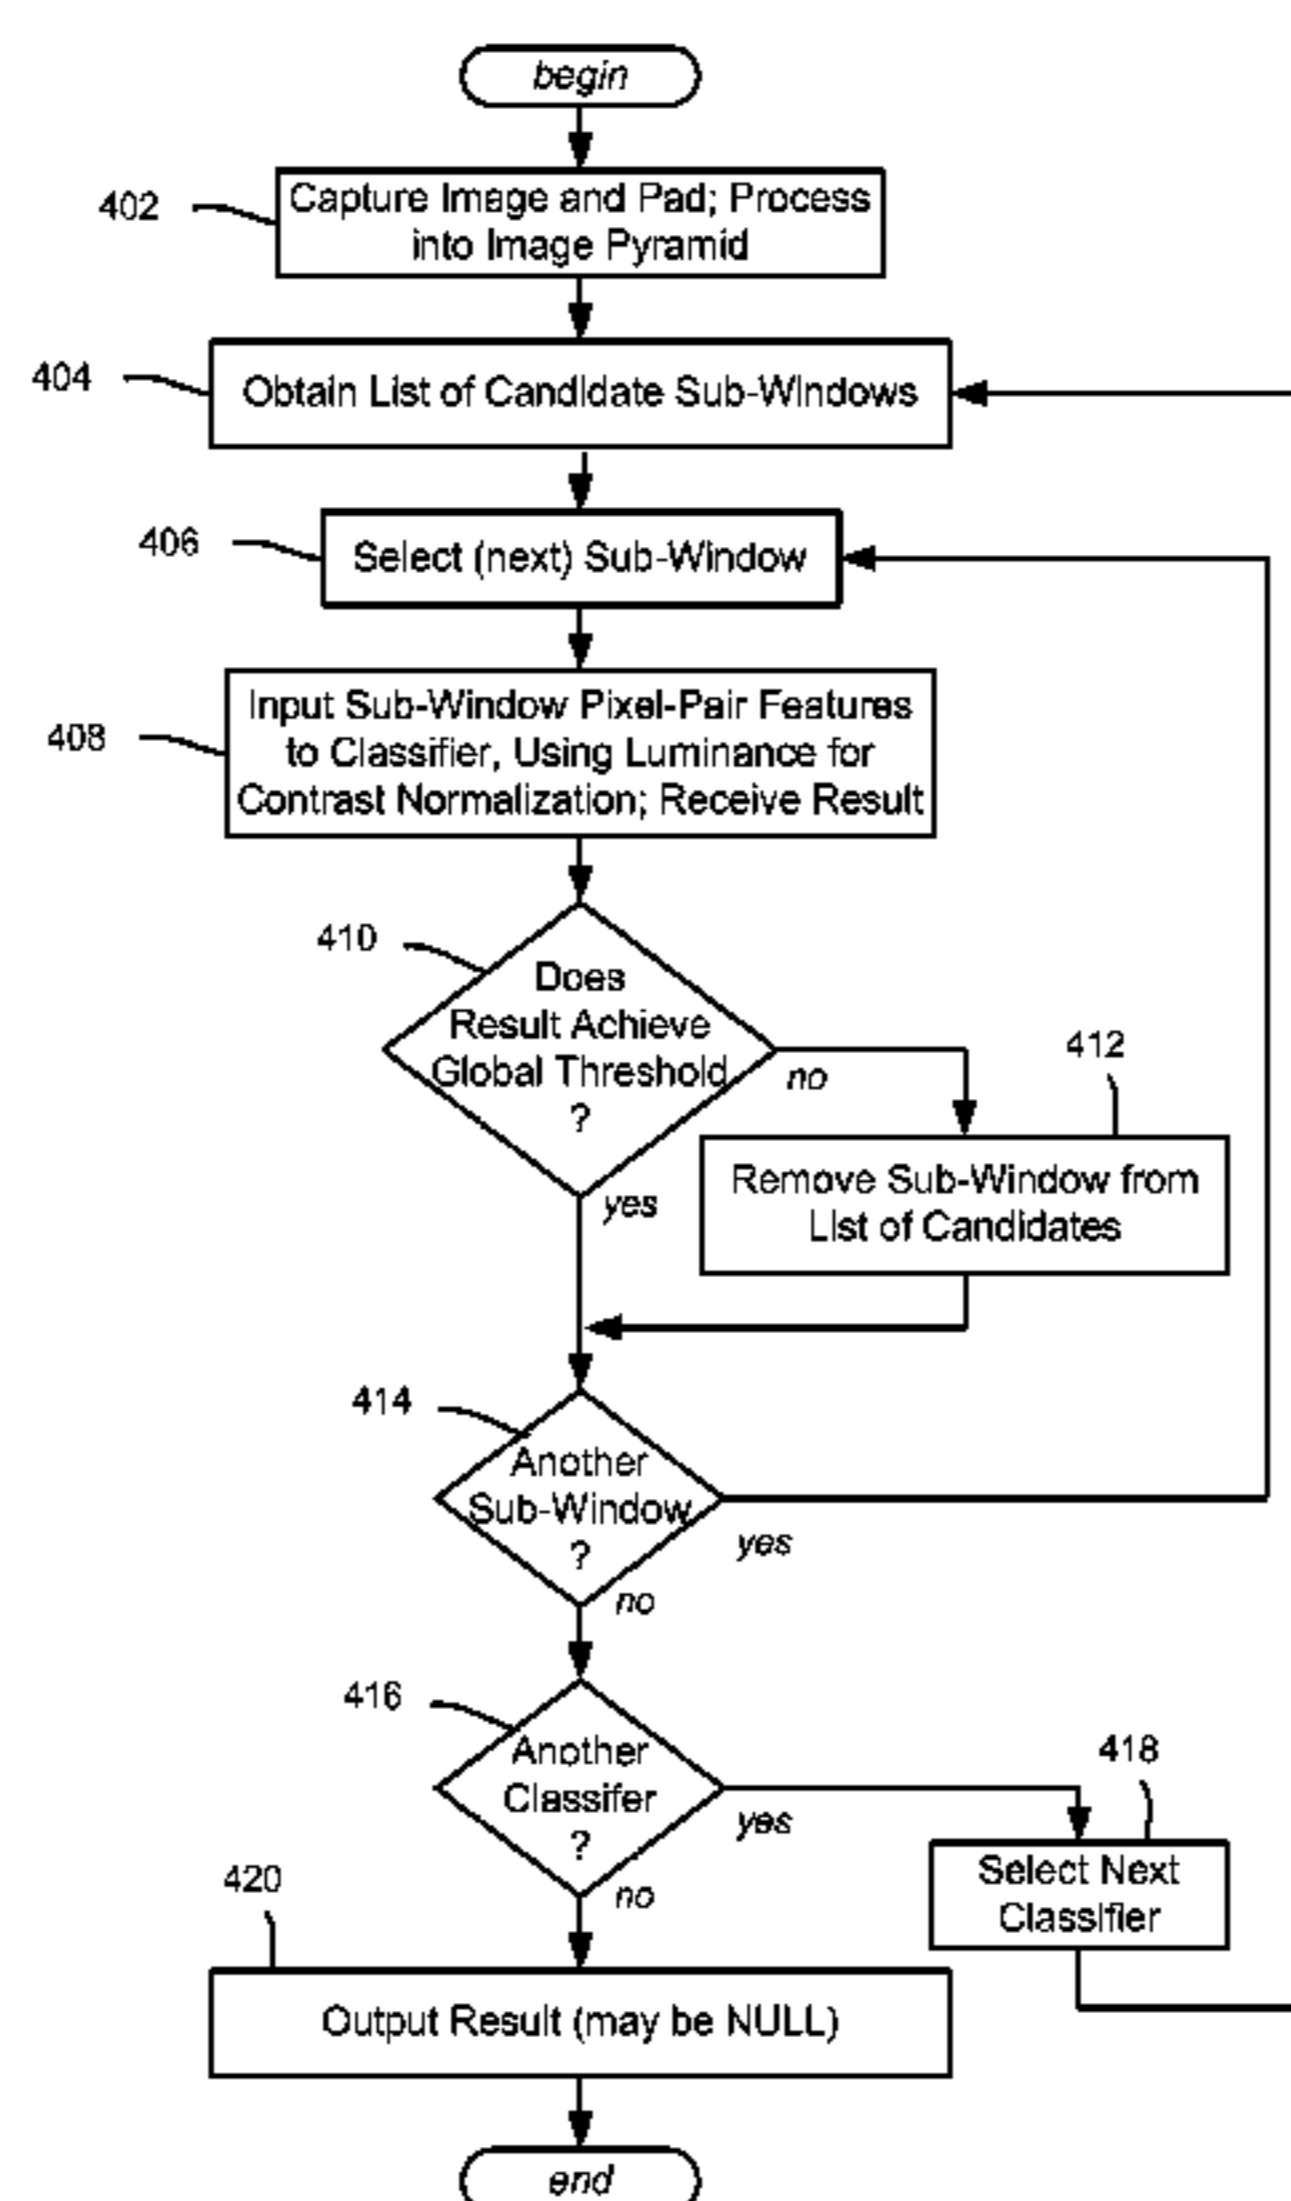 begin
402
Capture Image and Pad; Process
into Image Pyramid
404
Obtain List of Candidate Sub-Windows
406
Select (next) Sub-Window
408
Input Sub-Window Pixel-Pair Features
to Classifier, Using Luminance for
Contrast Normalization; Receive Result
410
Does
Result Achieve
Global Threshold
?
no
yes
412
Remove Sub-Window from
List of Candidates
414
Another
Sub-Window
?
yes
no
416
Another
Classifer
?
yes
no
418
Select Next
Classifier
420
Output Result (may be NULL)
end